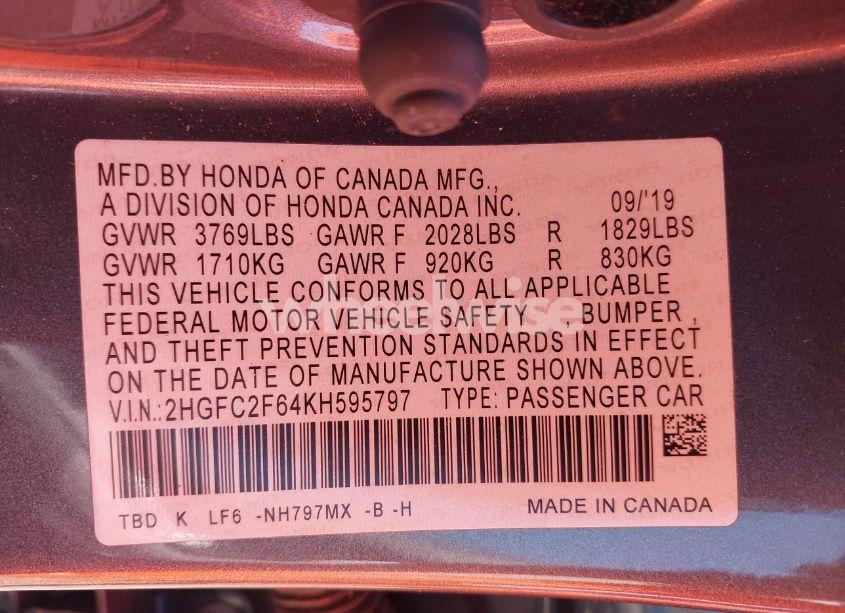 MFD.BY HONDA OF CANADA MFG.,
A DIVISION OF HONDA CANADA INC. 09/'19
GVWR 3769LBS GAWR F 2028LBS R 1829LBS
GVWR 1710KG GAWR F 920KG R 830KG
THIS VEHICLE CONFORMS TO ALL APPLICABLE
FEDERAL MOTOR VEHICLE SAFETY , BUMPER ,
AND THEFT PREVENTION STANDARDS IN EFFECT
ON THE DATE OF MANUFACTURE SHOWN ABOVE.
V.I.N.:2HGFC2F64KH595797 TYPE: PASSENGER CAR
TBD K LF6 -NH797MX -B -H MADE IN CANADA
wheelwise